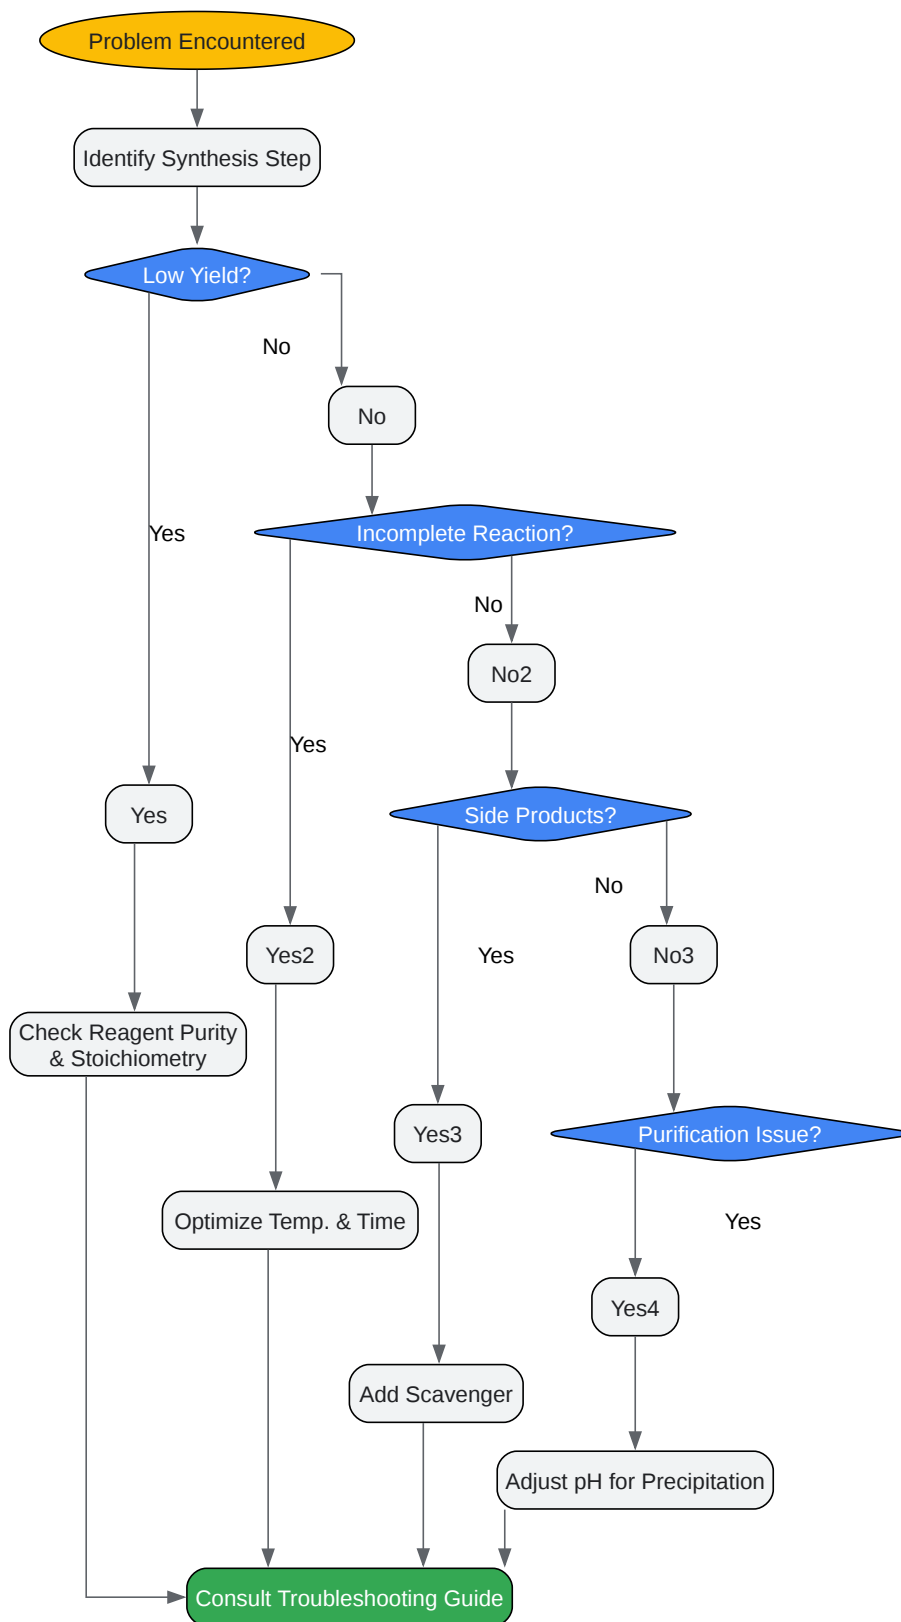 Problem Encountered
Identify Synthesis Step
Low Yield?
No
No
Yes
Incomplete Reaction?
No
No2
Yes
Yes
Side Products?
No
Yes2
Yes
No3
Check Reagent Purity
& Stoichiometry
Yes3
Purification Issue?
Optimize Temp. & Time
Yes
Yes4
Add Scavenger
Adjust pH for Precipitation
Consult Troubleshooting Guide